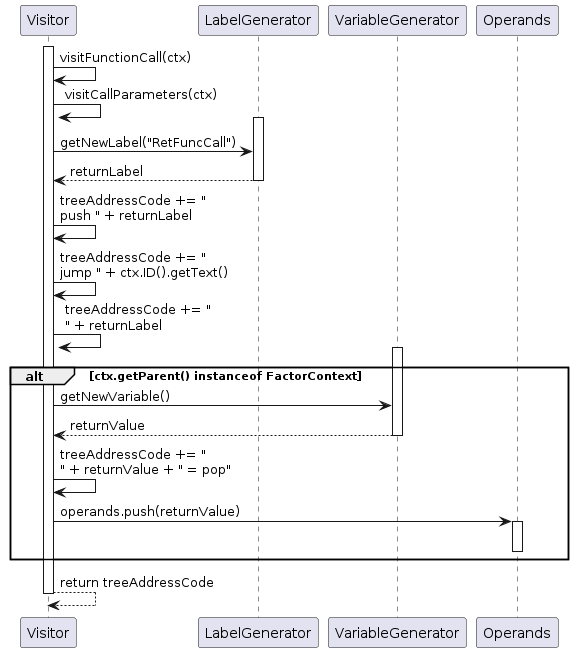 Visitor
LabelGenerator
VariableGenerator
Operands
visitFunctionCall(ctx)
visitCallParameters(ctx)
getNewLabel("RetFuncCall")
returnLabel
treeAddressCode += "
push " + returnLabel
treeAddressCode += "
jump " + ctx.ID().getText()
treeAddressCode += "
" + returnLabel
alt
[ctx.getParent() instanceof FactorContext]
getNewVariable()
returnValue
treeAddressCode += "
" + returnValue + " = pop"
operands.push(returnValue)
return treeAddressCode
Visitor
LabelGenerator
VariableGenerator
Operands